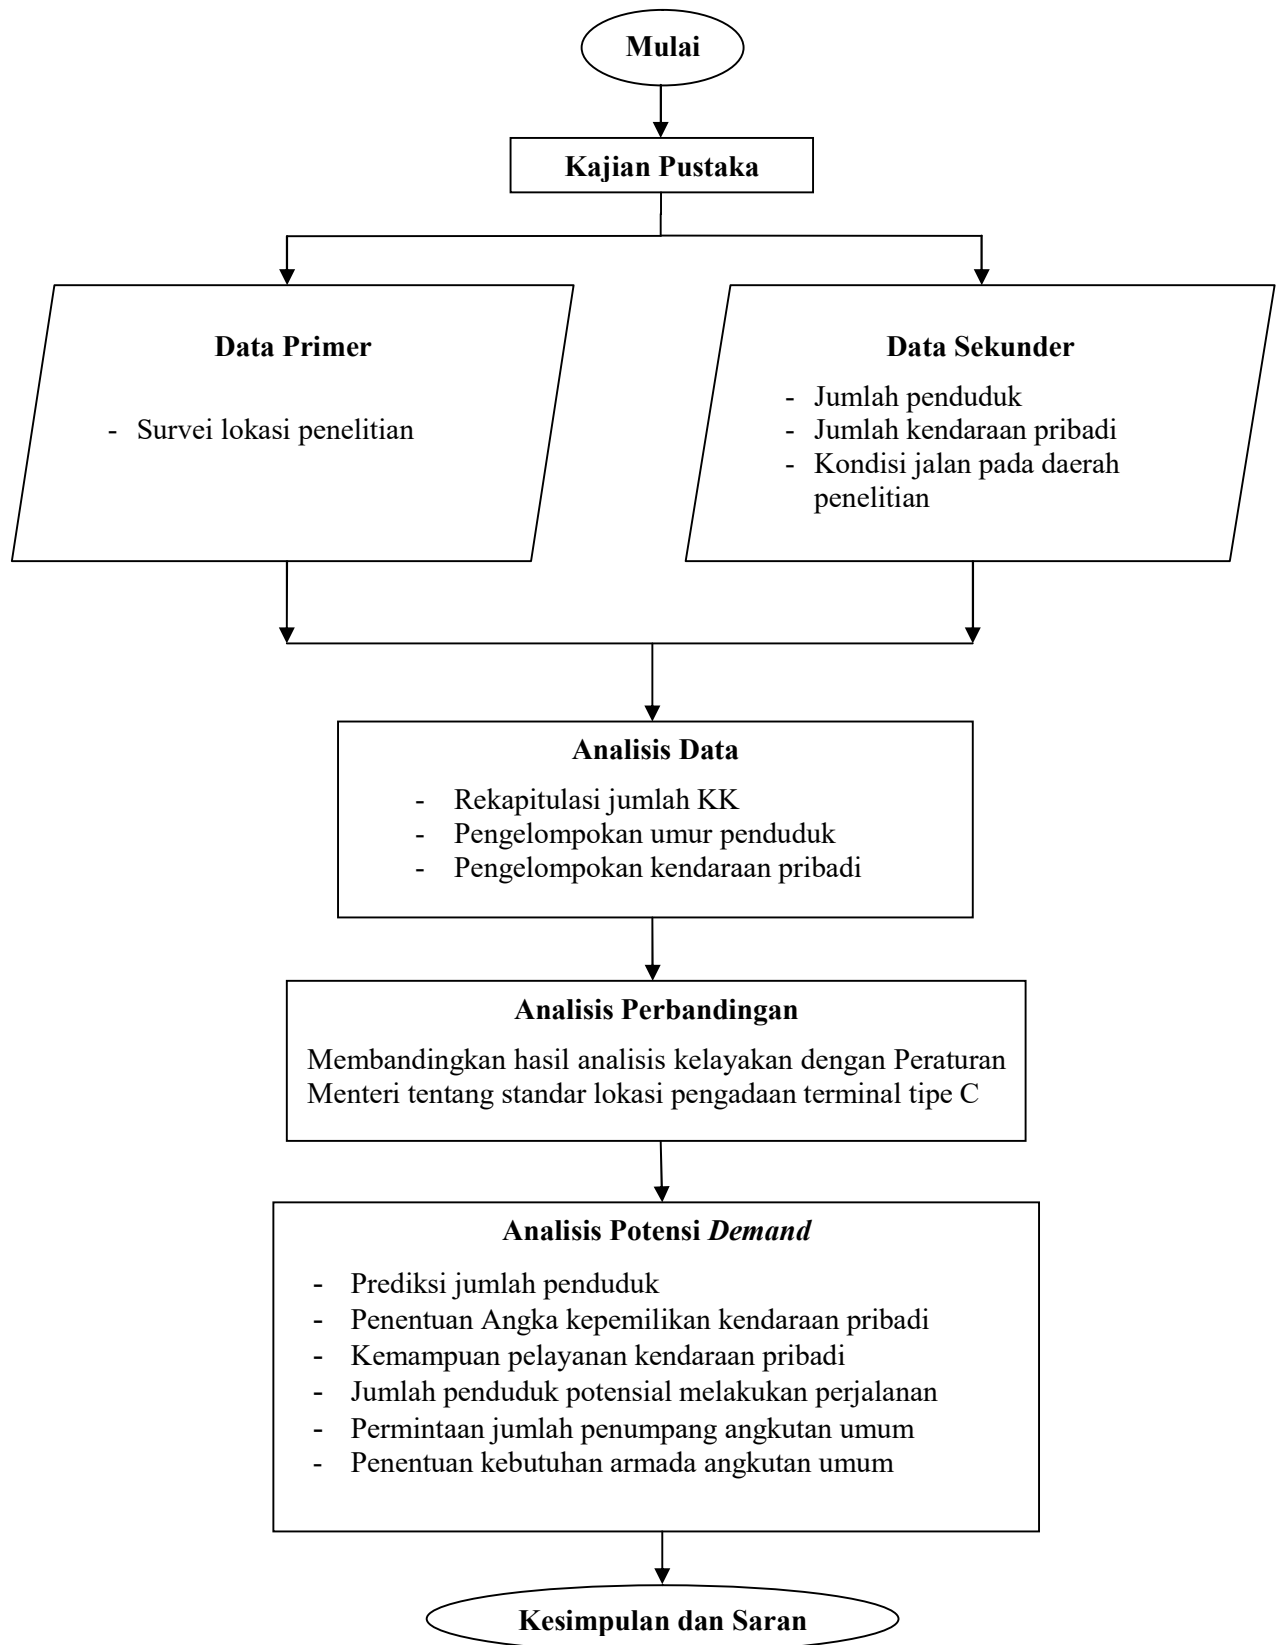 Mulai
Kajian Pustaka
Data Primer
- Survei lokasi penelitian
Data Sekunder
- Jumlah penduduk
- Jumlah kendaraan pribadi
- Kondisi jalan pada daerah
penelitian
Analisis Data
- Rekapitulasi jumlah KK
- Pengelompokan umur penduduk
- Pengelompokan kendaraan pribadi
Analisis Perbandingan
Membandingkan hasil analisis kelayakan dengan Peraturan
Menteri tentang standar lokasi pengadaan terminal tipe C
Analisis Potensi Demand
- Prediksi jumlah penduduk
- Penentuan Angka kepemilikan kendaraan pribadi
- Kemampuan pelayanan kendaraan pribadi
- Jumlah penduduk potensial melakukan perjalanan
- Permintaan jumlah penumpang angkutan umum
- Penentuan kebutuhan armada angkutan umum
Kesimpulan dan Saran